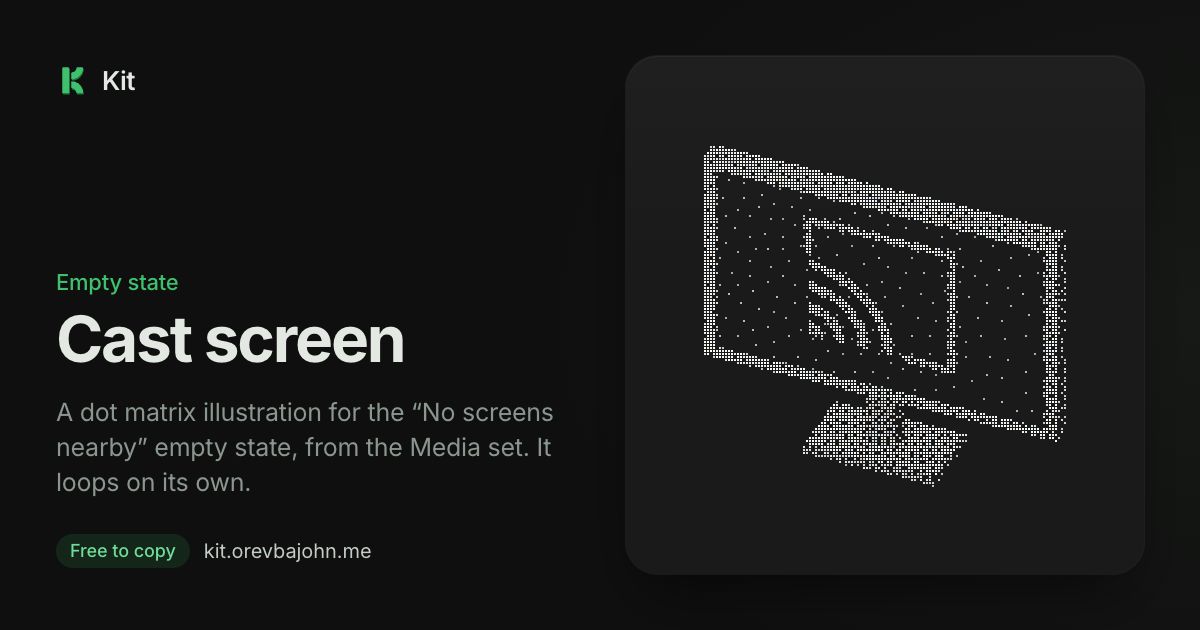 Kit
Empty state
Cast screen
A dot matrix illustration for the “No screens
nearby” empty state, from the Media set. It
loops on its own.
Free to copy
kit.orevbajohn.me